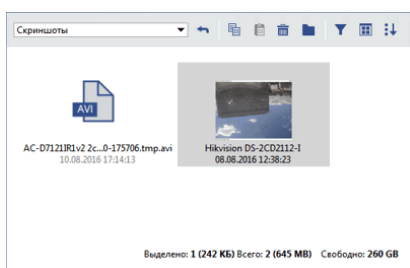 Скриншоты
AVI
AC-D7121IR1v2 2c...0-175706.tmp.avi
10.08.2016 17:14:13
Hikvision DS-2CD2112-I
08.08.2016 12:38:23
Выделено: 1 (242 КБ) Всего: 2 (645 MB) Свободно: 260 GB